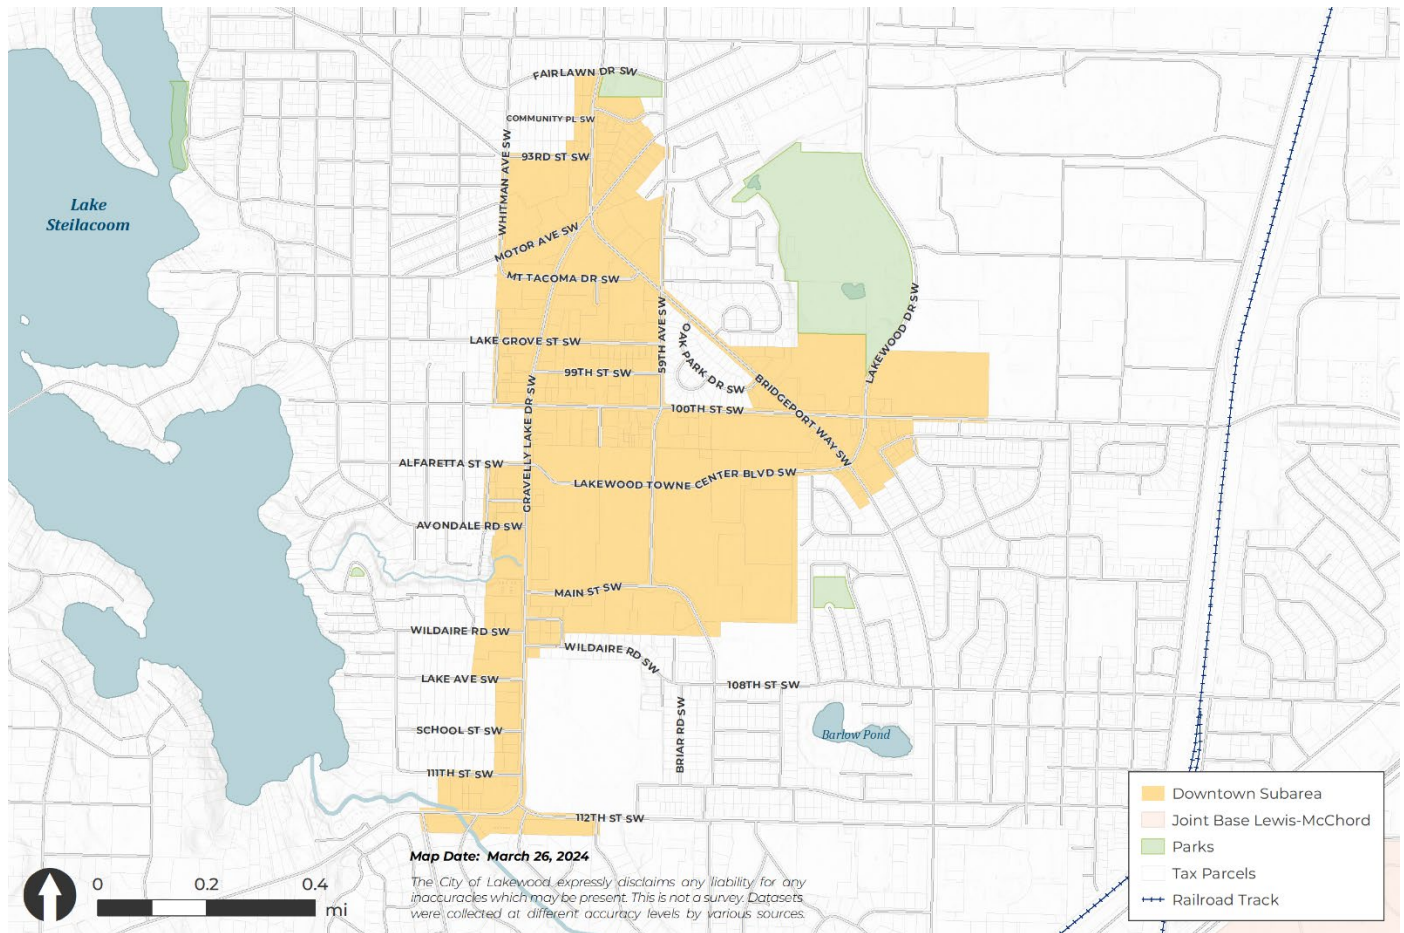 FAIRLAWN DR SW
COMMUNITY PL SW
93RD ST SW
WHITMAN AVE SW
Lake
Steilacoom
MOTOR AVE SW
MT TACOMA DR SW
59TH AVE SW
LAKEWOOD DR SW
LAKE GROVE ST SW
OAK PARK DR SW
99TH ST SW
BRIDGEPORT WAY SW
100TH ST SW
GRAVELLY LAKE DR SW
ALFARETTA ST SW
LAKEWOOD TOWNE CENTER BLVD SW
AVONDALE RD SW
MAIN ST SW
WILDAIRE RD SW
WILDAIRE RD SW
LAKE AVE SW
108TH ST SW
SCHOOL ST SW
BRIAR RD SW
Barlow Pond
111TH ST SW
112TH ST SW
Downtown Subarea
Joint Base Lewis-McChord
Parks
Tax Parcels
Railroad Track
Map Date: March 26, 2024
0 0.2 0.4
mi
The City of Lakewood expressly disclaims any liability for any
inaccuracies which may be present. This is not a survey. Datasets
were collected at different accuracy levels by various sources.